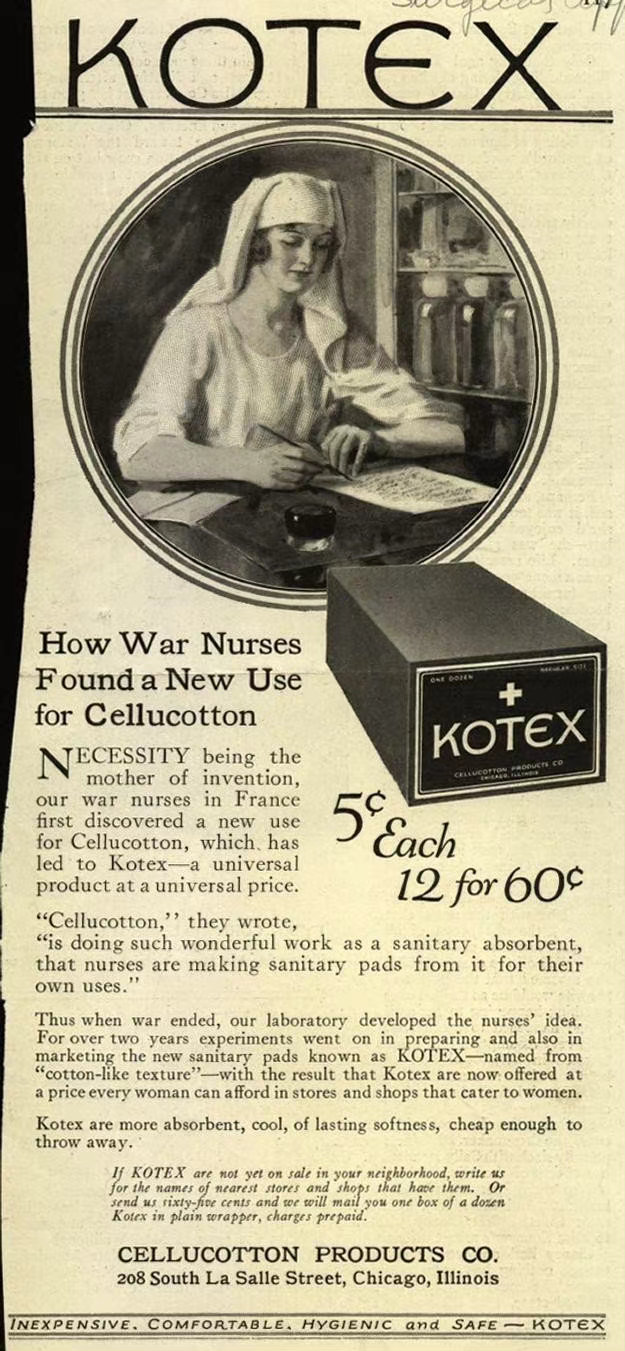 Surgical
KOTEX
ONE DOZEN
REGULAR SIZE
KOTEX
CELLUCOTTON PRODUCTS CO
CHICAGO, ILLINOIS
How War Nurses
Found a New Use
for Cellucotton
5¢ Each
12 for 60¢
NECESSITY being the
mother of invention,
our war nurses in France
first discovered a new use
for Cellucotton, which has
led to Kotex—a universal
product at a universal price.
“Cellucotton,’’ they wrote,
“is doing such wonderful work as a sanitary absorbent,
that nurses are making sanitary pads from it for their
own uses.”
Thus when war ended, our laboratory developed the nurses’ idea.
For over two years experiments went on in preparing and also in
marketing the new sanitary pads known as KOTEX—named from
“cotton-like texture”—with the result that Kotex are now offered at
a price every woman can afford in stores and shops that cater to women.
Kotex are more absorbent, cool, of lasting softness, cheap enough to
throw away.
If KOTEX are not yet on sale in your neighborhood, write us
for the names of nearest stores and shops that have them. Or
send us sixty-five cents and we will mail you one box of a dozen
Kotex in plain wrapper, charges prepaid.
CELLUCOTTON PRODUCTS CO.
208 South La Salle Street, Chicago, Illinois
INEXPENSIVE, COMFORTABLE, HYGIENIC and SAFE — KOTEX